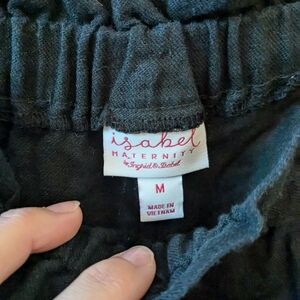 isabel
MATERNITY
by Ingrid & Isabel
M
MADE IN
VIETNAM